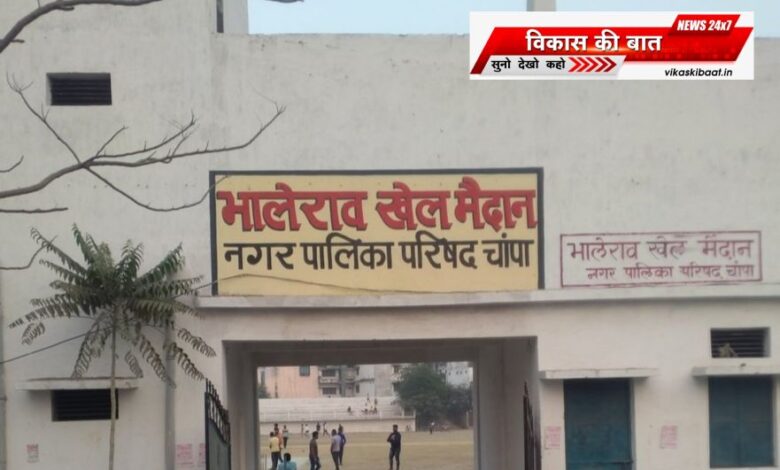 विकास की बात
NEWS 24x7
सुनो देखो कहो
vikaskibaat.in
भालेराव खेल मैदान
नगर पालिका परिषद चांपा
भालेराव खेल मैदान
नगर पालिका परिषद चांपा